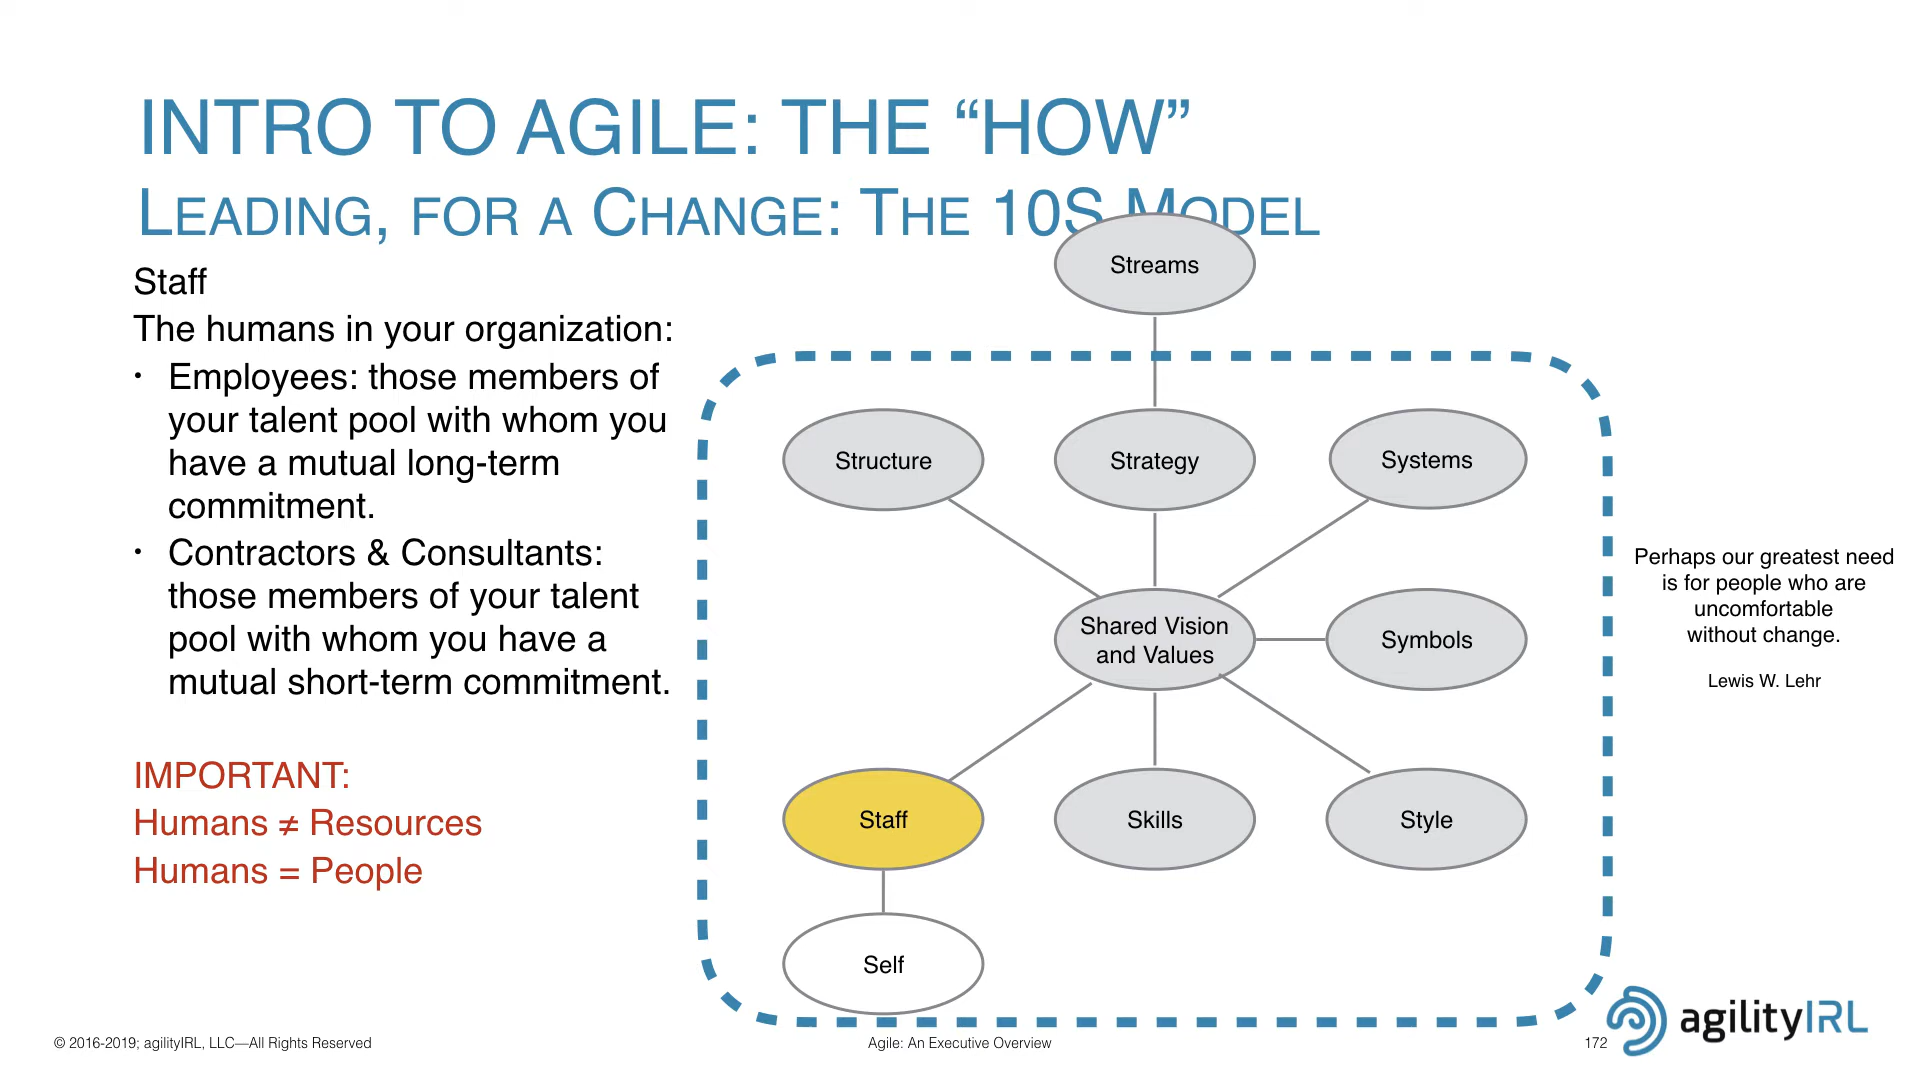 INTRO TO AGILE: THE “HOW”
LEADING, FOR A CHANGE: THE 10S MODEL
Staff
The humans in your organization:
• Employees: those members of
your talent pool with whom you
have a mutual long-term
commitment.
• Contractors & Consultants:
those members of your talent
pool with whom you have a
mutual short-term commitment.
IMPORTANT:
Humans ≠ Resources
Humans = People
Streams
Structure
Strategy
Systems
Shared Vision
and Values
Symbols
Staff
Skills
Style
Self
Perhaps our greatest need
is for people who are
uncomfortable
without change.
Lewis W. Lehr
© 2016-2019; agilityIRL, LLC—All Rights Reserved
Agile: An Executive Overview
172
agilityIRL